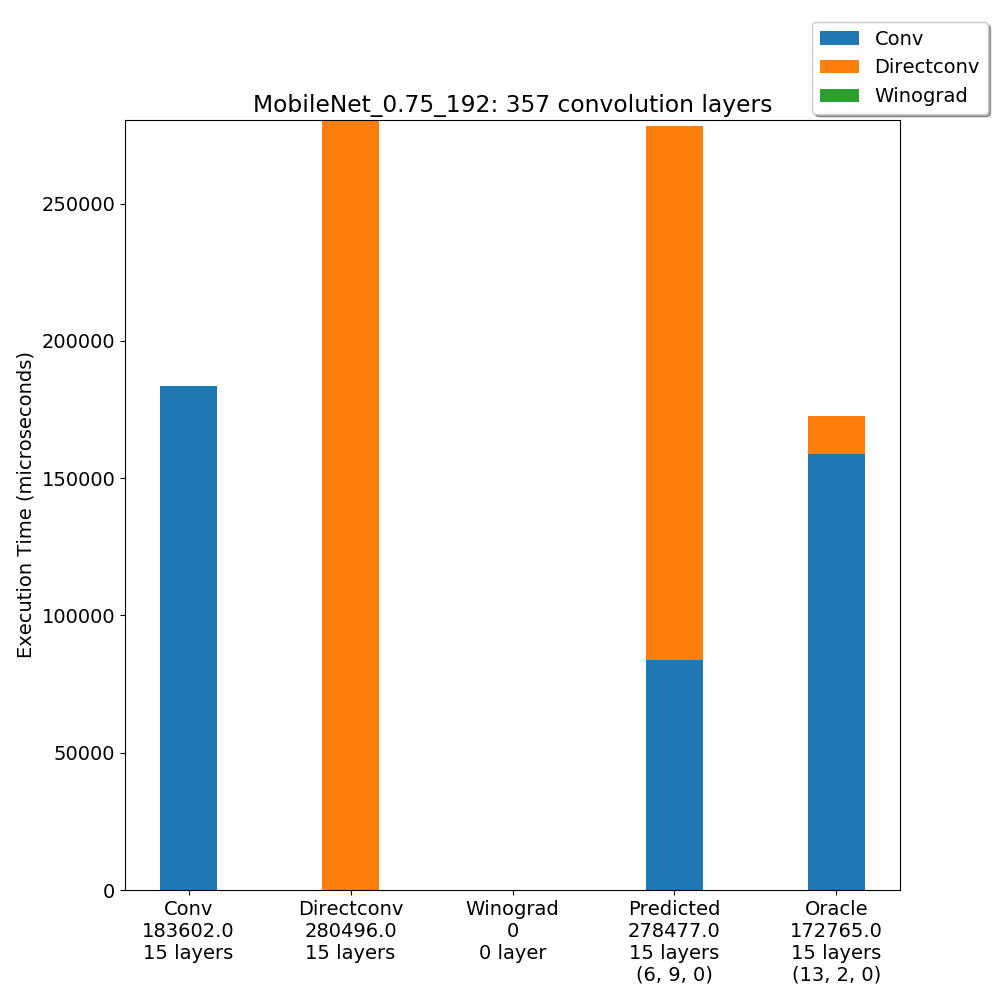 Conv
Directconv
Winograd
MobileNet_0.75_192: 357 convolution layers
Execution Time (microseconds)
250000
200000
150000
100000
50000
0
Conv
183602.0
15 layers
Directconv
280496.0
15 layers
Winograd
0
0 layer
Predicted
278477.0
15 layers
(6, 9, 0)
Oracle
172765.0
15 layers
(13, 2, 0)